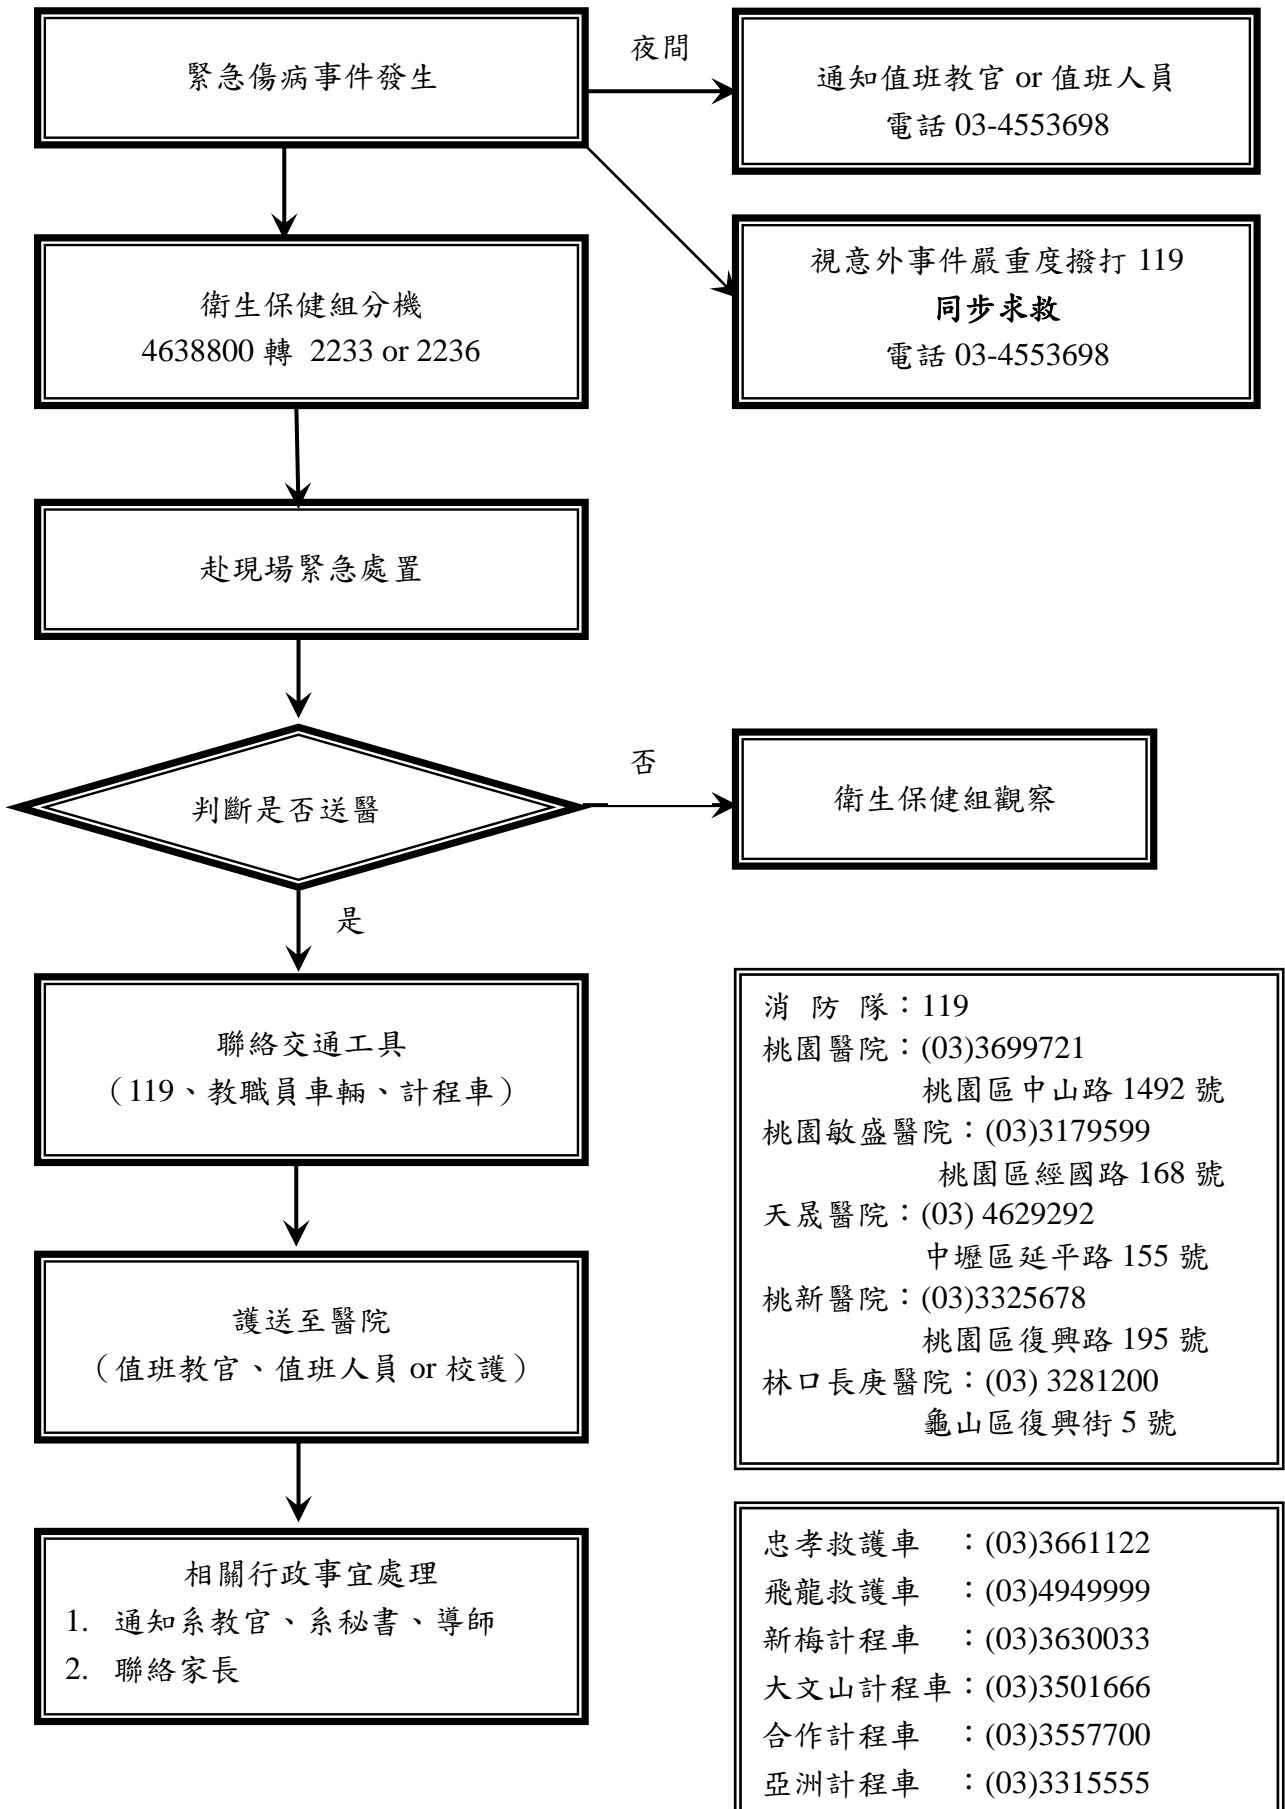 緊急傷病事件發生
夜間
通知值班教官 or 值班人員
電話 03-4553698
視意外事件嚴重度撥打 119
同步求救
電話 03-4553698
衛生保健組分機
4638800 轉 2233 or 2236
赴現場緊急處置
判斷是否送醫
否
衛生保健組觀察
是
聯絡交通工具
（119、教職員車輛、計程車）
護送至醫院
（值班教官、值班人員 or 校護）
相關行政事宜處理
1. 通知系教官、系秘書、導師
2. 聯絡家長
消 防 隊：119
桃園醫院：(03)3699721
桃園區中山路 1492 號
桃園敏盛醫院：(03)3179599
桃園區經國路 168 號
天晟醫院：(03) 4629292
中壢區延平路 155 號
桃新醫院：(03)3325678
桃園區復興路 195 號
林口長庚醫院：(03) 3281200
龜山區復興街 5 號
忠孝救護車 ：(03)3661122
飛龍救護車 ：(03)4949999
新梅計程車 ：(03)3630033
大文山計程車：(03)3501666
合作計程車 ：(03)3557700
亞洲計程車 ：(03)3315555